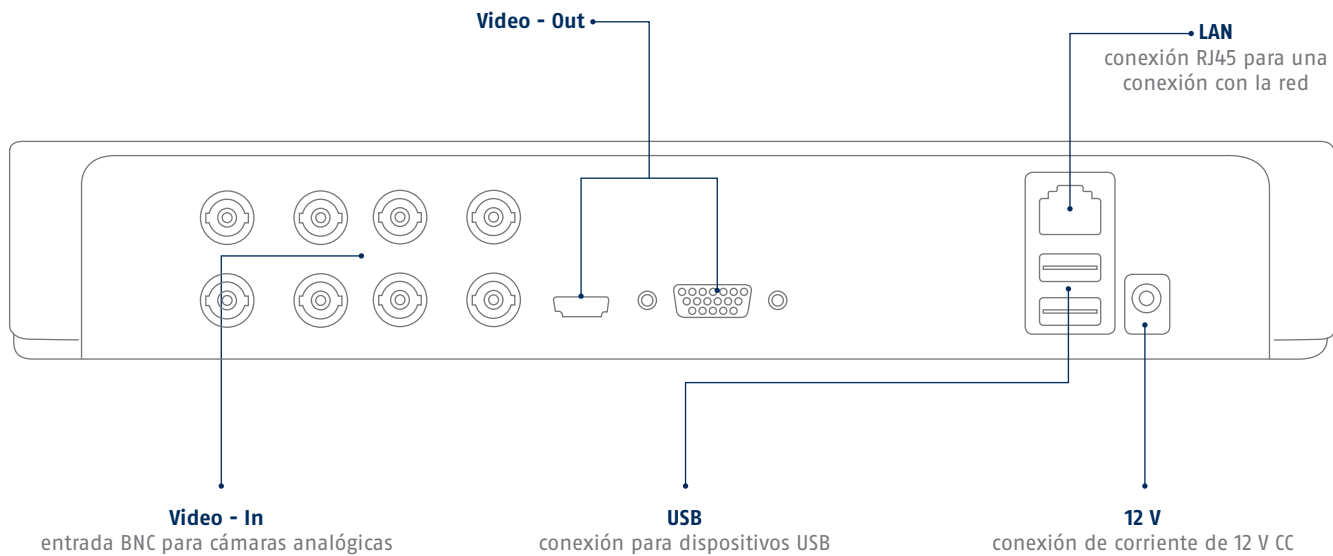 Video - Out
LAN
conexión RJ45 para una
conexión con la red
Video - In
entrada BNC para cámaras analógicas
USB
conexión para dispositivos USB
12 V
conexión de corriente de 12 V CC